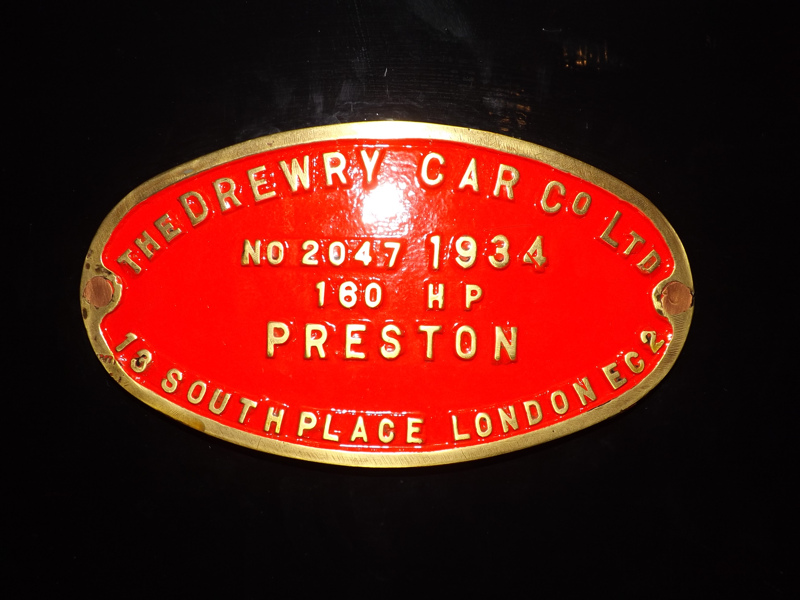 THE DREWRY CAR CO LTD
NO 2047 1934
160 HP
PRESTON
13 SOUTH PLACE LONDON EC2